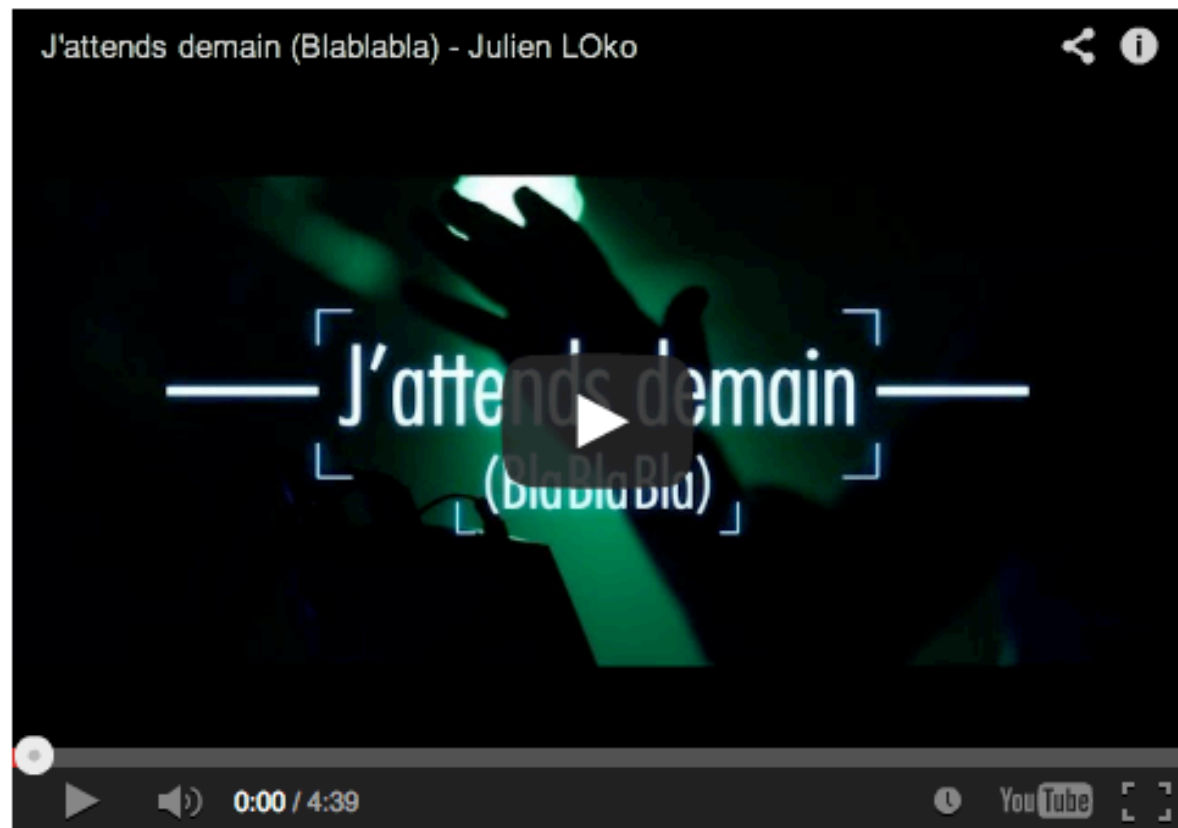 J'attends demain (Blablabla) - Julien LOko
J'attends demain
(BlaBlaBla)
0:00 / 4:39
YouTube